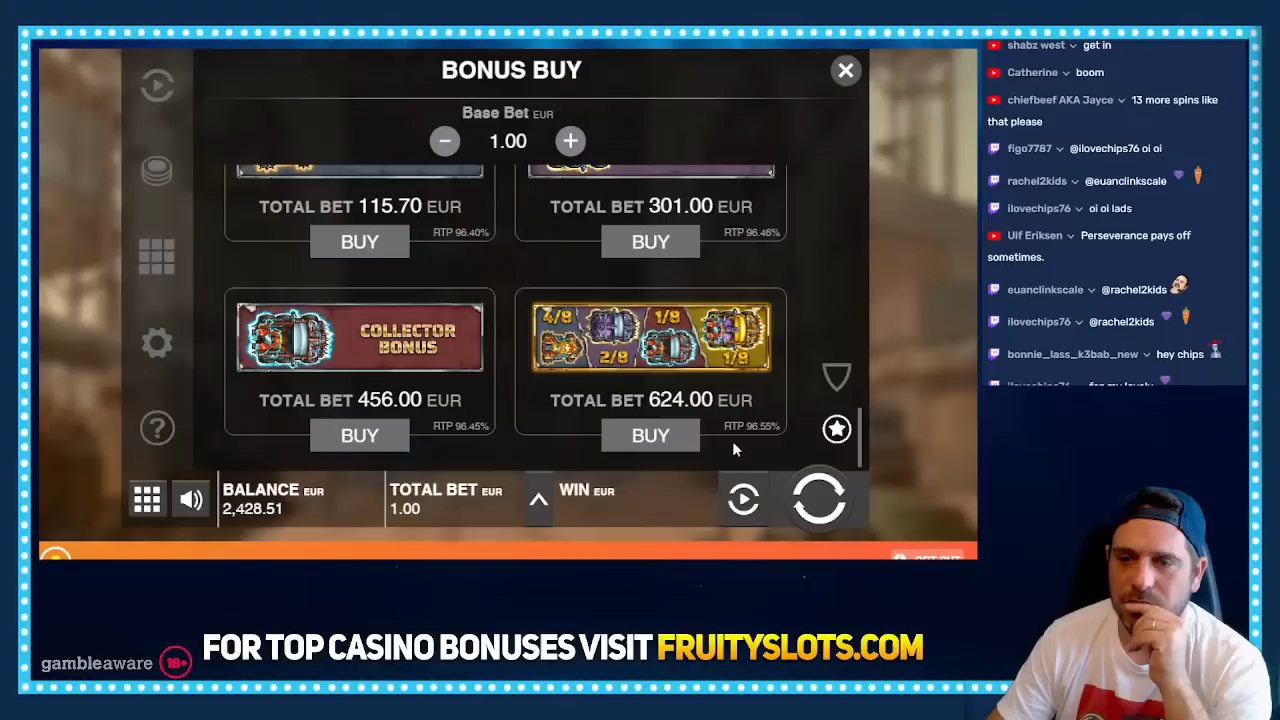 BONUS BUY
Base Bet EUR
1.00
TOTAL BET 115.70 EUR
RTP 96.40%
BUY
TOTAL BET 301.00 EUR
RTP 96.46%
BUY
COLLECTOR
BONUS
TOTAL BET 456.00 EUR
RTP 96.45%
BUY
4/8
1/8
2/8
1/8
TOTAL BET 624.00 EUR
RTP 96.55%
BUY
BALANCE EUR
2,428.51
TOTAL BET EUR
1.00
WIN EUR
shabz west get in
Catherine boom
chiefbeef AKA Jayce 13 more spins like
that please
figo7787 @ilovechips76 oi oi
rachel2kids @euanclinkscale
ilovechips76 oi oi lads
Ulf Eriksen Perseverance pays off
sometimes.
euanclinkscale @rachel2kids
ilovechips76 @rachel2kids
bonnie_lass_k3bab_new hey chips
gambleaware 18+
FOR TOP CASINO BONUSES VISIT FRUITYSLOTS.COM